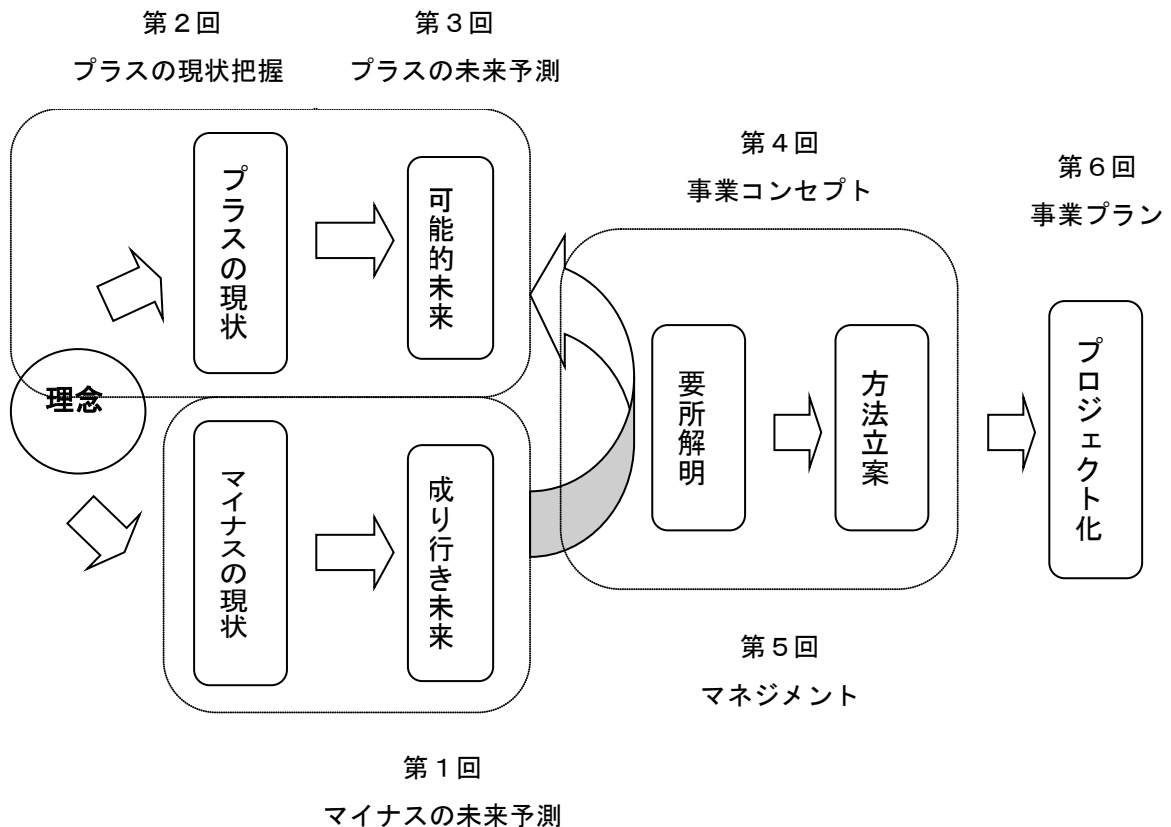 第２回
プラスの現状把握
第３回
プラスの未来予測
第４回
事業コンセプト
第６回
事業プラン
プラスの現状
可能的未来
理念
マイナスの現状
成り行き未来
要所解明
方法立案
プロジェクト化
第５回
マネジメント
第１回
マイナスの未来予測